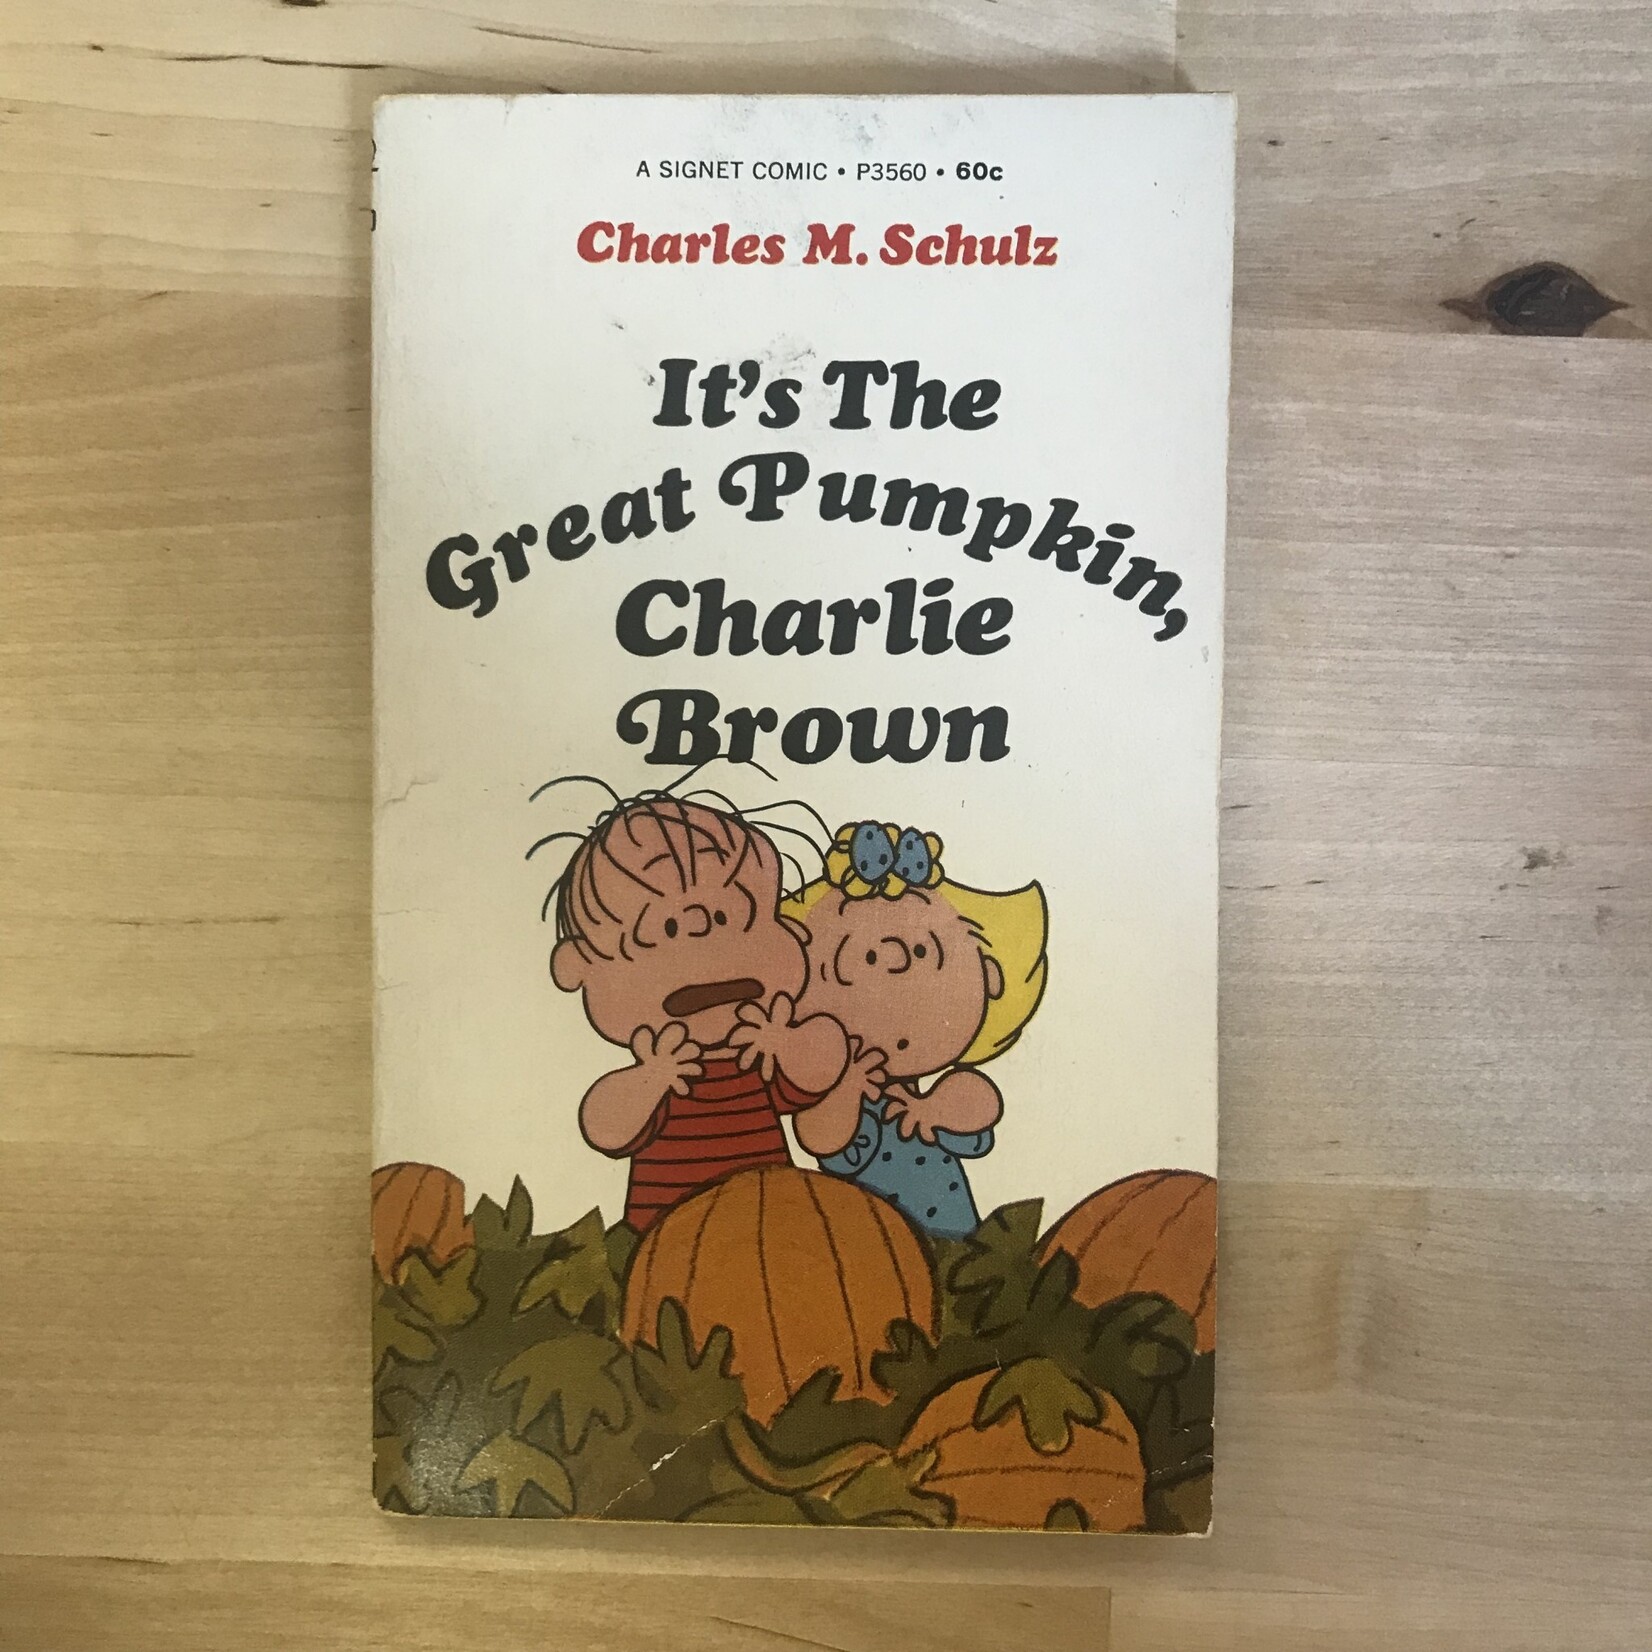 A SIGNET COMIC • P3560 • 60c
Charles M. Schulz
It's The
Great Pumpkin,
Charlie
Brown